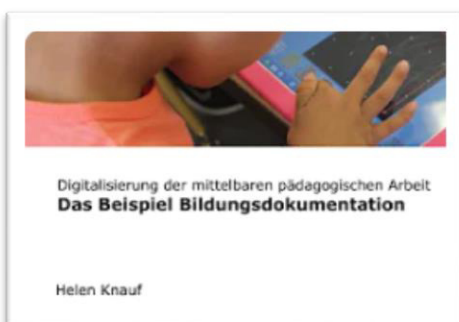 Digitalisierung der mittelbaren pädagogischen Arbeit
Das Beispiel Bildungsdokumentation
Helen Knauf